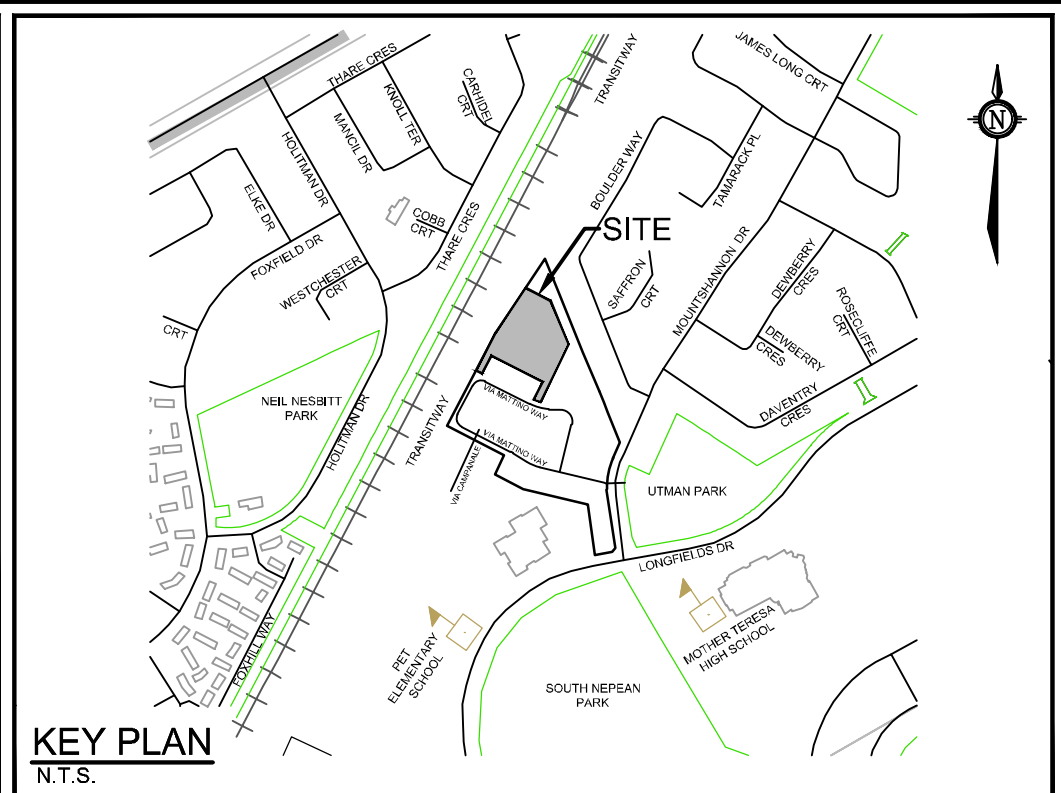 THARE CRES
TRANSITWAY
JAMES LONG CRT
CARHIDEL
CRT
KNOLL TER
MANCIL DR
HOLITMAN DR
N
BOULDER WAY
TAMARACK PL
ELKE DR
COBB
CRT
THARE CRES
SITE
FOXFIELD DR
WESTCHESTER
CRT
SAFFRON
CRT
MOUNTSHANNON DR
DEWBERRY
CRES
ROSECLIFFE
CRT
CRT
DEWBERRY
CRES
NEIL NESBITT
PARK
HOLITMAN DR
TRANSITWAY
VIA MATTINO WAY
DAVENTRY
CRES
VIA MATTINO WAY
VIA CAMPANALE
UTMAN PARK
LONGFIELDS DR
FOXHILL WAY
PET
ELEMENTARY
SCHOOL
MOTHER TERESA
HIGH SCHOOL
SOUTH NEPEAN
PARK
KEY PLAN
N.T.S.